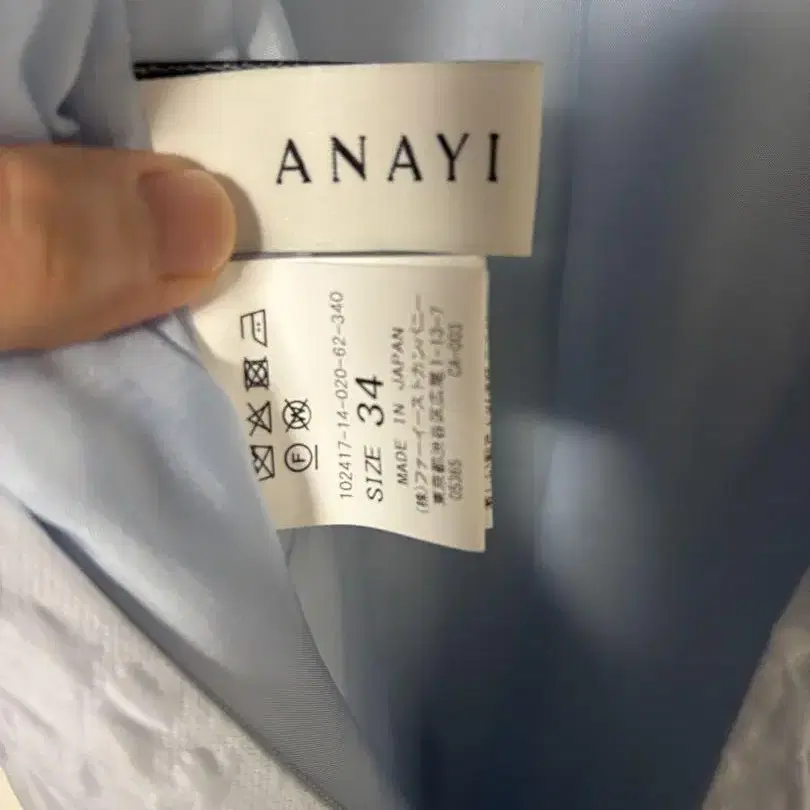 ANAYI
102417-14-020-62-340
SIZE 34
MADE IN JAPAN
(株)ファーイーストカンパニー
東京都渋谷区広尾1-13-7
05365 CA-003